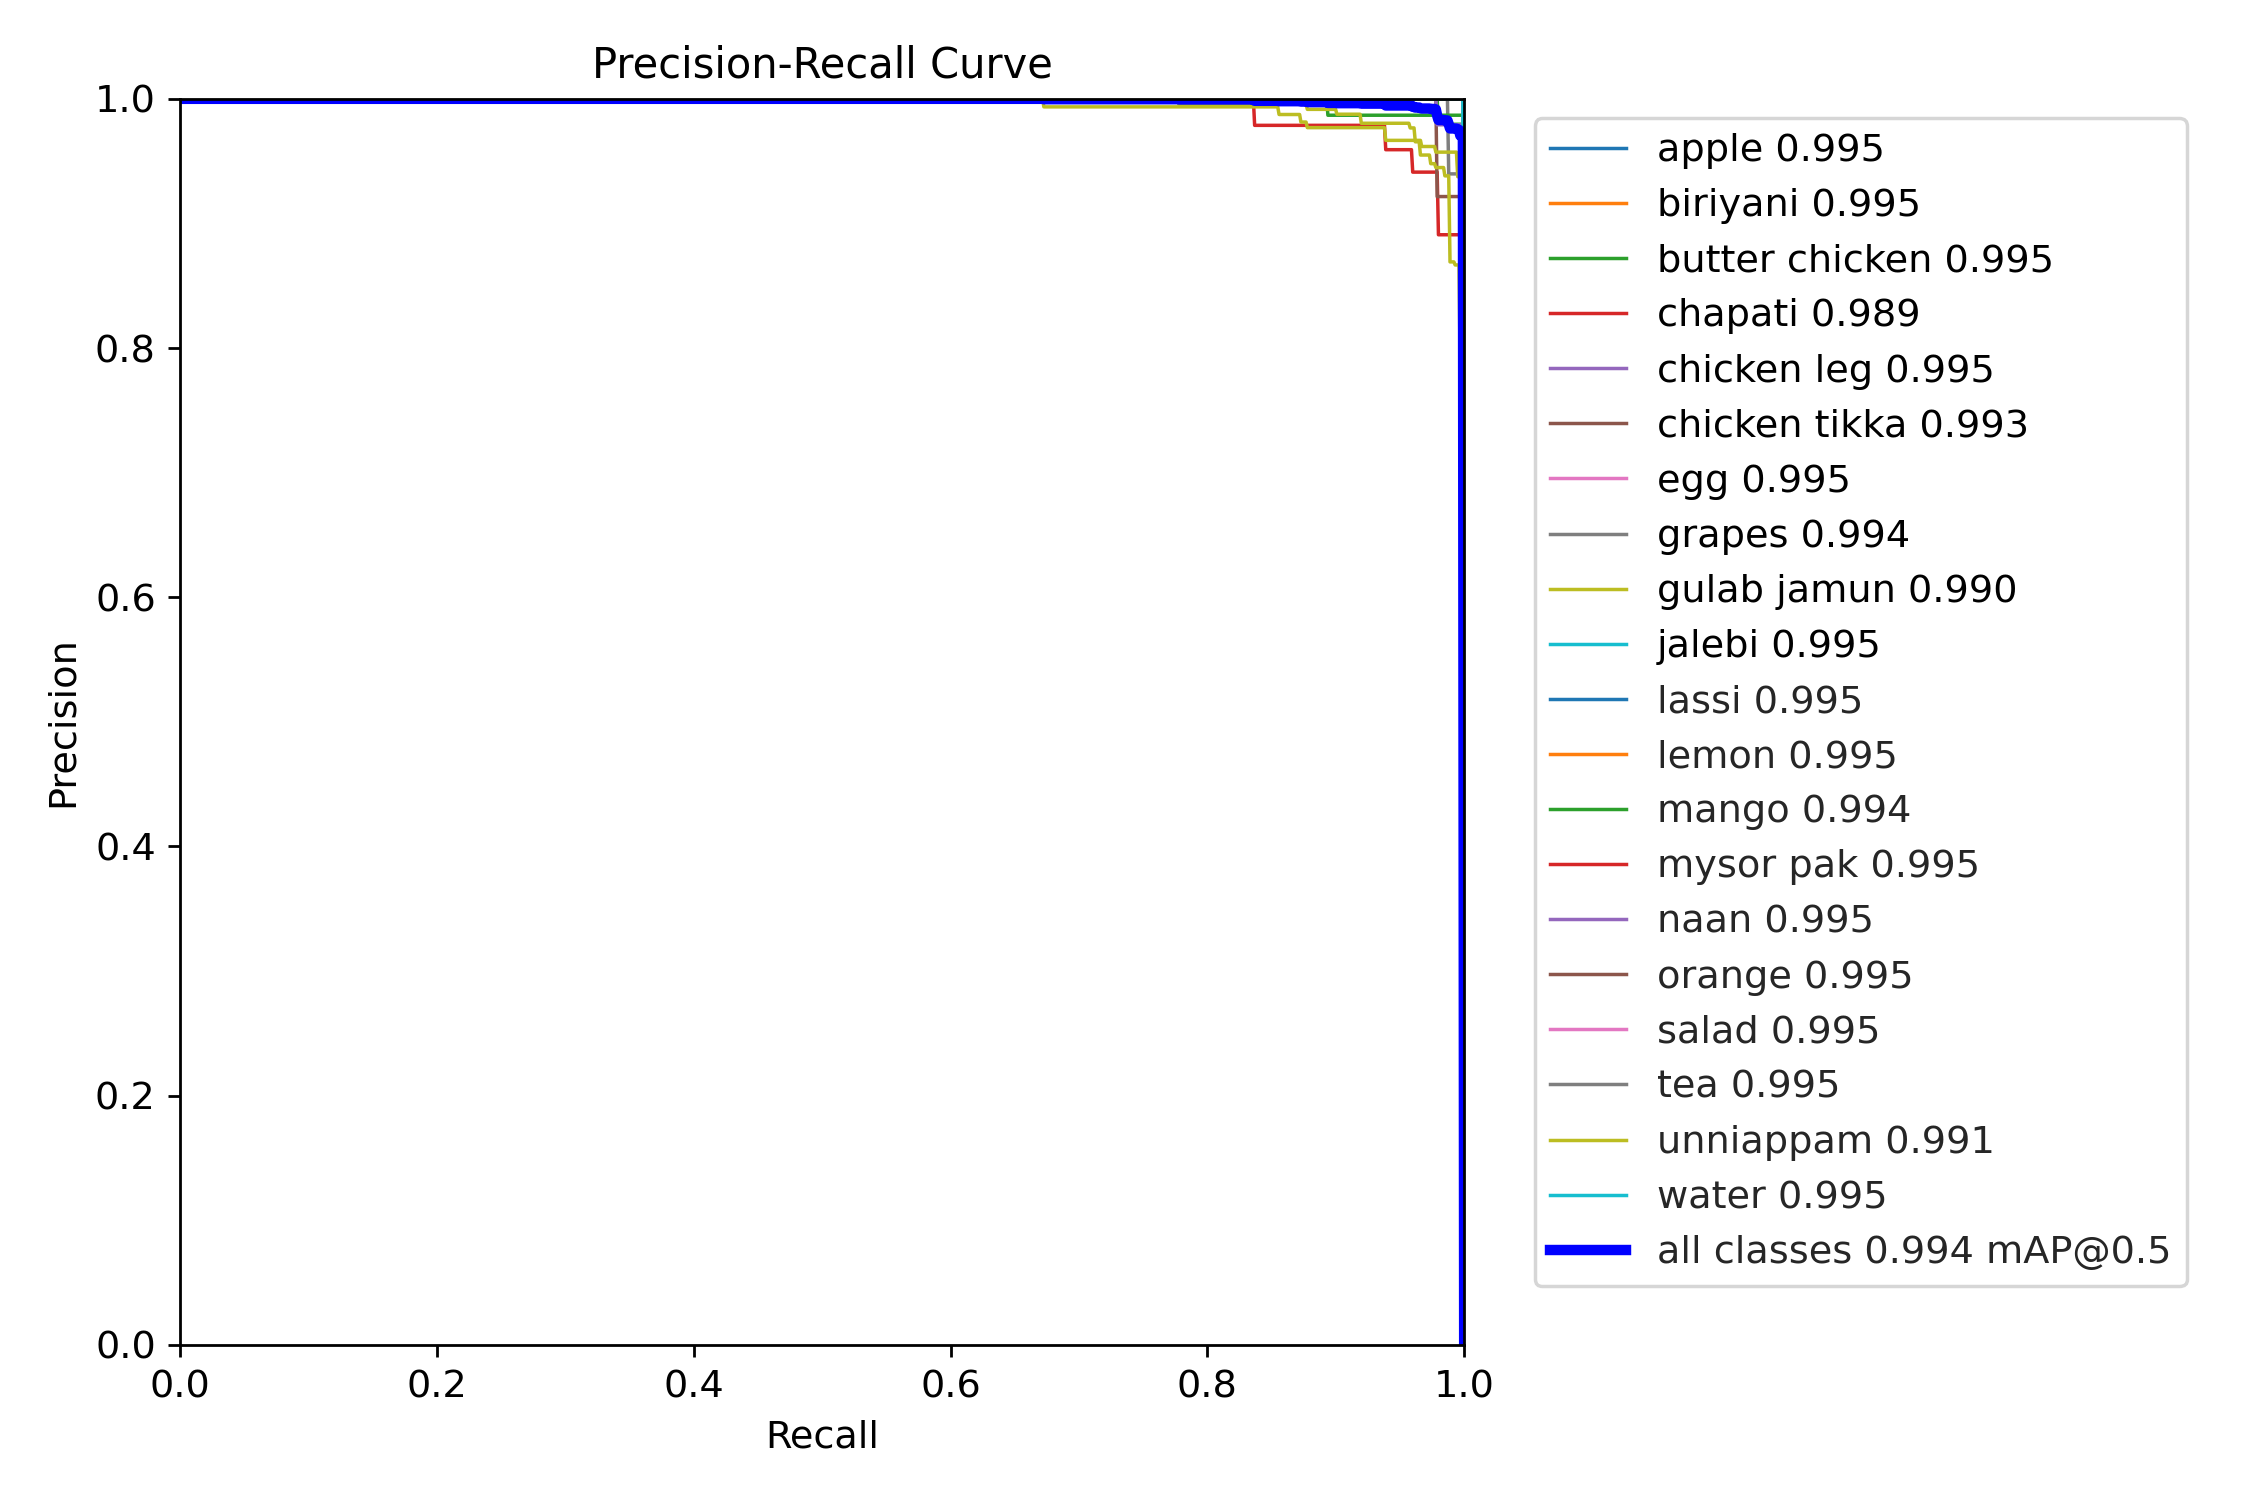 Precision-Recall Curve
1.0
0.8
0.6
0.4
0.2
0.0
Precision
0.0 0.2 0.4 0.6 0.8 1.0
Recall
apple 0.995
biriyani 0.995
butter chicken 0.995
chapati 0.989
chicken leg 0.995
chicken tikka 0.993
egg 0.995
grapes 0.994
gulab jamun 0.990
jalebi 0.995
lassi 0.995
lemon 0.995
mango 0.994
mysor pak 0.995
naan 0.995
orange 0.995
salad 0.995
tea 0.995
unniappam 0.991
water 0.995
all classes 0.994 mAP@0.5